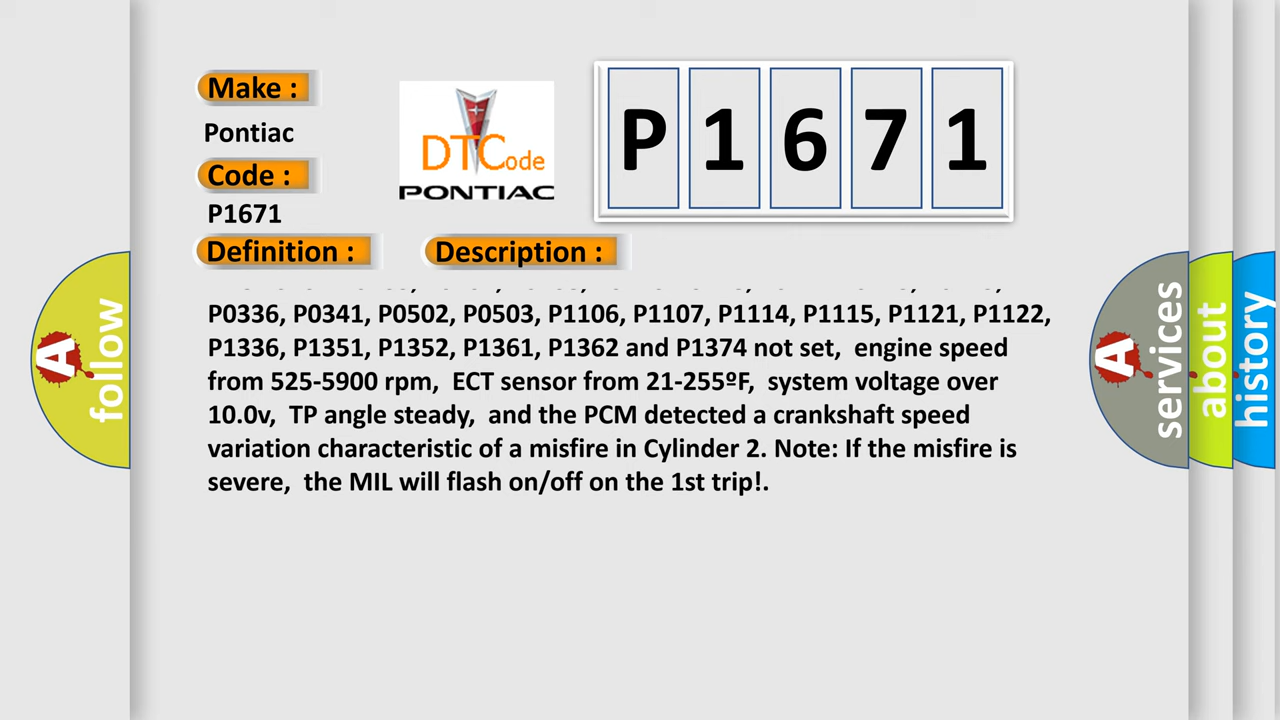 Make :
Pontiac
Code :
P1671
Definition :
Description :
DTCode
PONTIAC
P 1 6 7 1
P0336, P0341, P0502, P0503, P1106, P1107, P1114, P1115, P1121, P1122,
P1336, P1351, P1352, P1361, P1362 and P1374 not set, engine speed
from 525-5900 rpm, ECT sensor from 21-255ºF, system voltage over
10.0v, TP angle steady, and the PCM detected a crankshaft speed
variation characteristic of a misfire in Cylinder 2 Note: If the misfire is
severe, the MIL will flash on/off on the 1st trip!.
A follow
A services
about
history